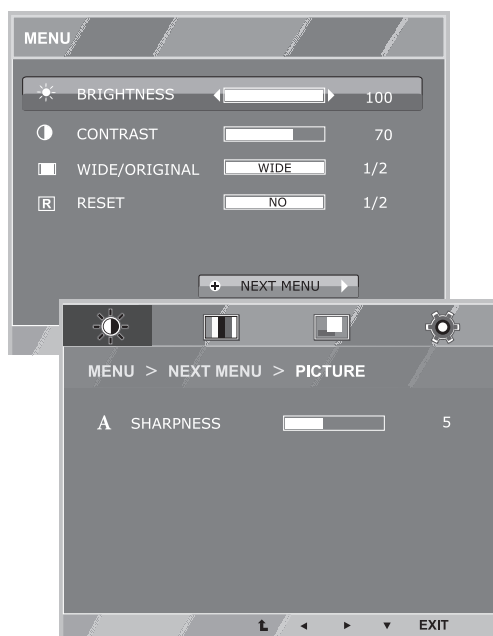 MENU
BRIGHTNESS 100
CONTRAST 70
WIDE/ORIGINAL WIDE 1/2
R RESET NO 1/2
NEXT MENU
MENU > NEXT MENU > PICTURE
A SHARPNESS 5
EXIT